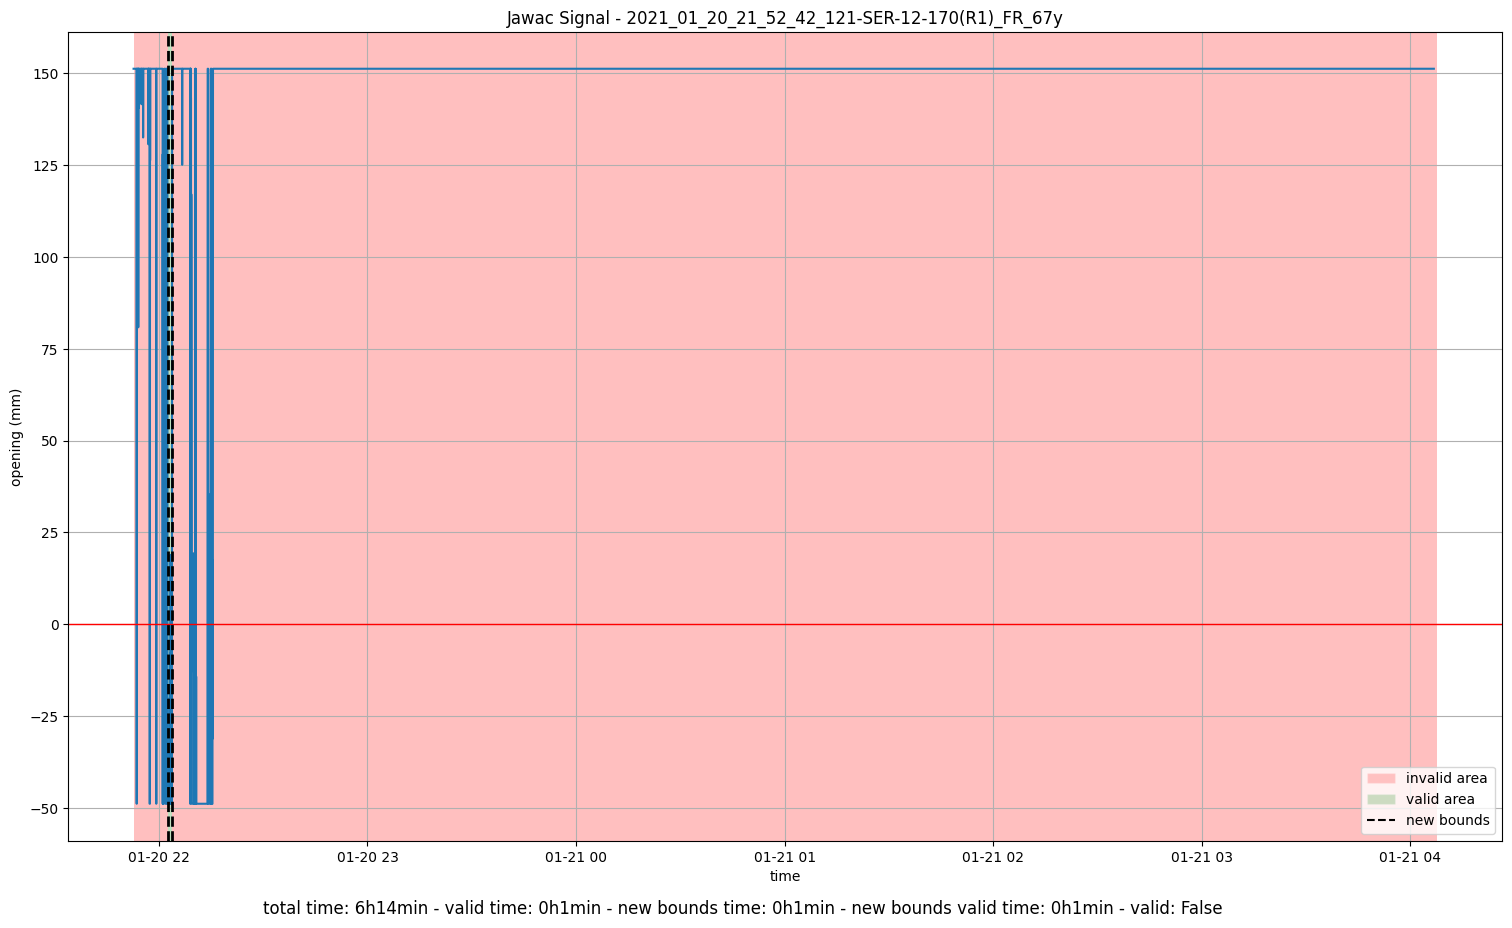 Jawac Signal - 2021_01_20_21_52_42_121-SER-12-170(R1)_FR_67y
opening (mm)
150
125
100
75
50
25
0
−25
−50
invalid area
valid area
new bounds
01-20 22
01-20 23
01-21 00
01-21 01
01-21 02
01-21 03
01-21 04
time
total time: 6h14min - valid time: 0h1min - new bounds time: 0h1min - new bounds valid time: 0h1min - valid: False